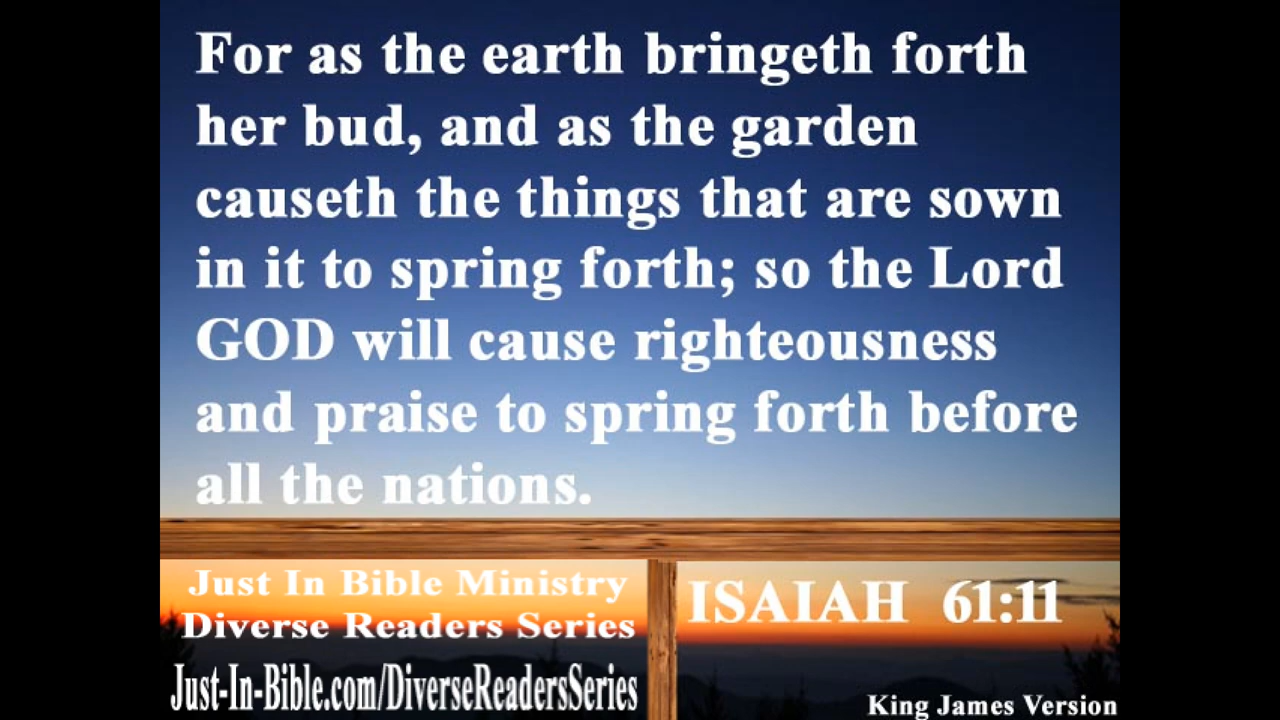 For as the earth bringeth forth
her bud, and as the garden
causeth the things that are sown
in it to spring forth; so the Lord
GOD will cause righteousness
and praise to spring forth before
all the nations.
Just In Bible Ministry
Diverse Readers Series
Just-In-Bible.com/DiverseReadersSeries
ISAIAH 61:11
King James Version